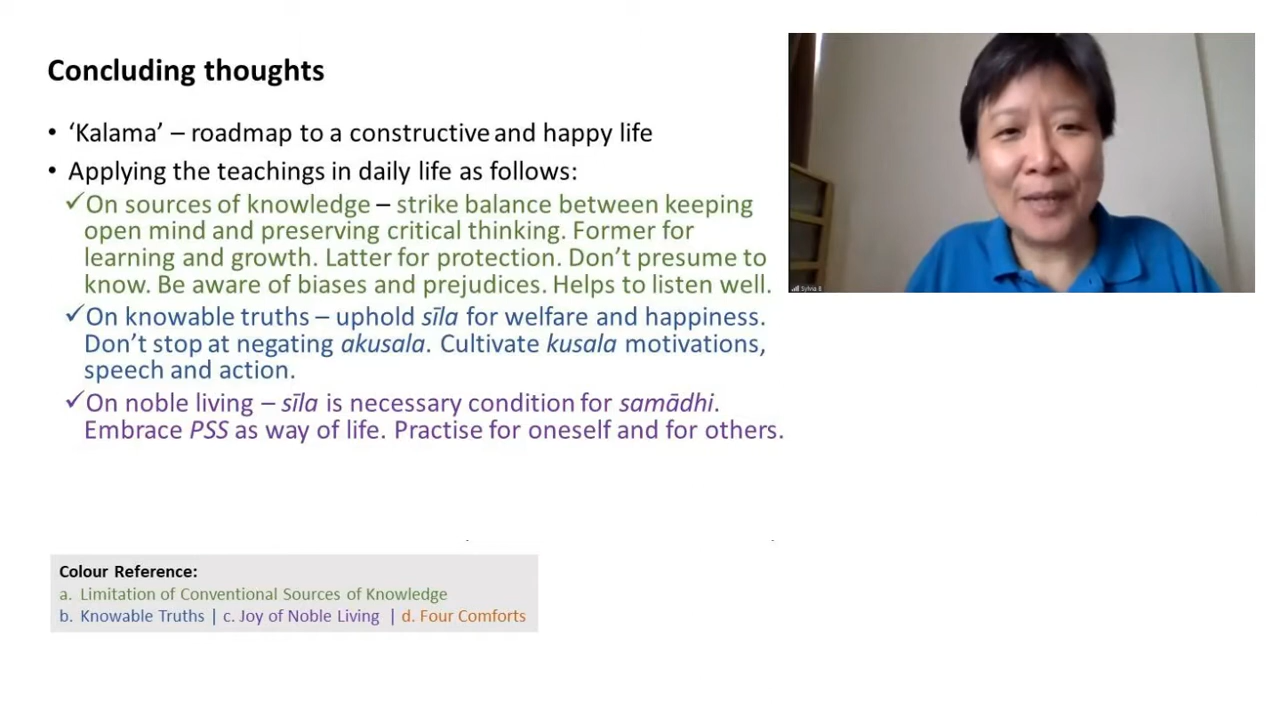 Concluding thoughts
• ‘Kalama’ – roadmap to a constructive and happy life
• Applying the teachings in daily life as follows:
✓On sources of knowledge – strike balance between keeping
open mind and preserving critical thinking. Former for
learning and growth. Latter for protection. Don’t presume to
know. Be aware of biases and prejudices. Helps to listen well.
✓On knowable truths – uphold sīla for welfare and happiness.
Don’t stop at negating akusala. Cultivate kusala motivations,
speech and action.
✓On noble living – sīla is necessary condition for samādhi.
Embrace PSS as way of life. Practise for oneself and for others.
Colour Reference:
a. Limitation of Conventional Sources of Knowledge
b. Knowable Truths | c. Joy of Noble Living | d. Four Comforts